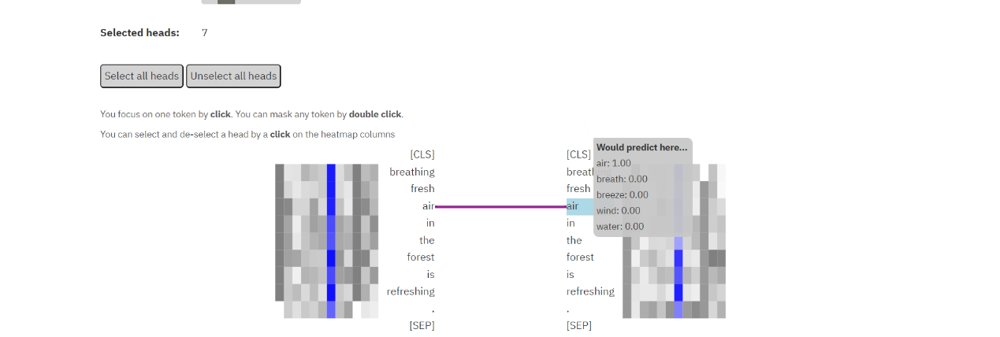 Selected heads: 7
Select all heads Unselect all heads
You focus on one token by click. You can mask any token by double click.
You can select and de-select a head by a click on the heatmap columns
[CLS]
breathing
fresh
air
in
the
forest
is
refreshing
.
[SEP]
[CLS]
breathing
fresh
air
in
the
forest
is
refreshing
.
[SEP]
Would predict here...
air: 1.00
breath: 0.00
breeze: 0.00
wind: 0.00
water: 0.00